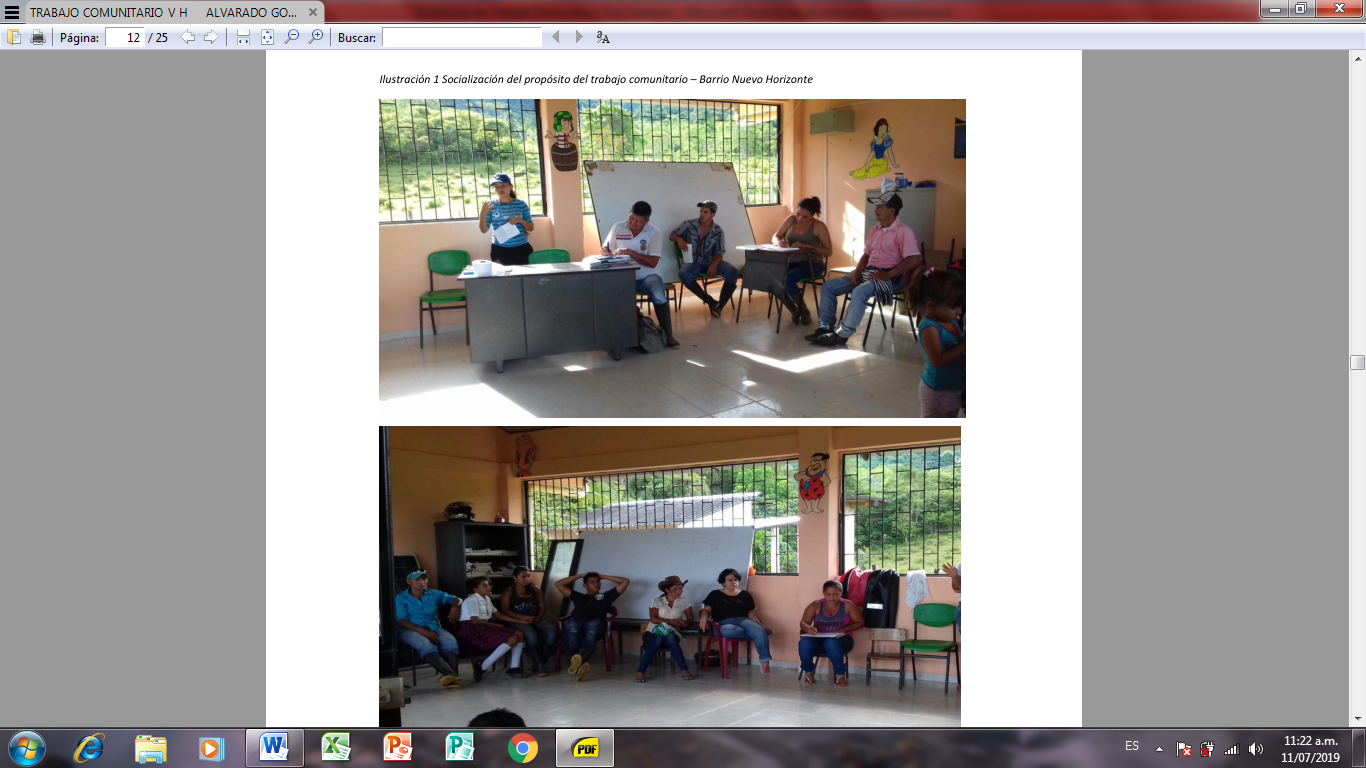 TRABAJO COMUNITARIO V H ALVARADO GO...
Página: 12 / 25 Buscar:
Ilustración 1 Socialización del propósito del trabajo comunitario – Barrio Nuevo Horizonte
ES
11:22 a.m.
11/07/2019
PDF